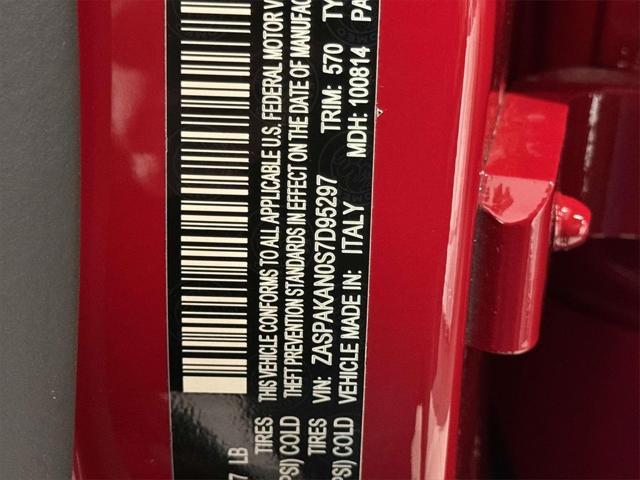 7 LB
TIRES
PSI) COLD
TIRES
PSI) COLD
THIS VEHICLE CONFORMS TO ALL APPLICABLE U.S. FEDERAL MOTOR V
THEFT PREVENTION STANDARDS IN EFFECT ON THE DATE OF MANUFAC
VIN: ZASPAKAN0S7D95297 TRIM: 570 TY
VEHICLE MADE IN: ITALY MDH: 100814 PA